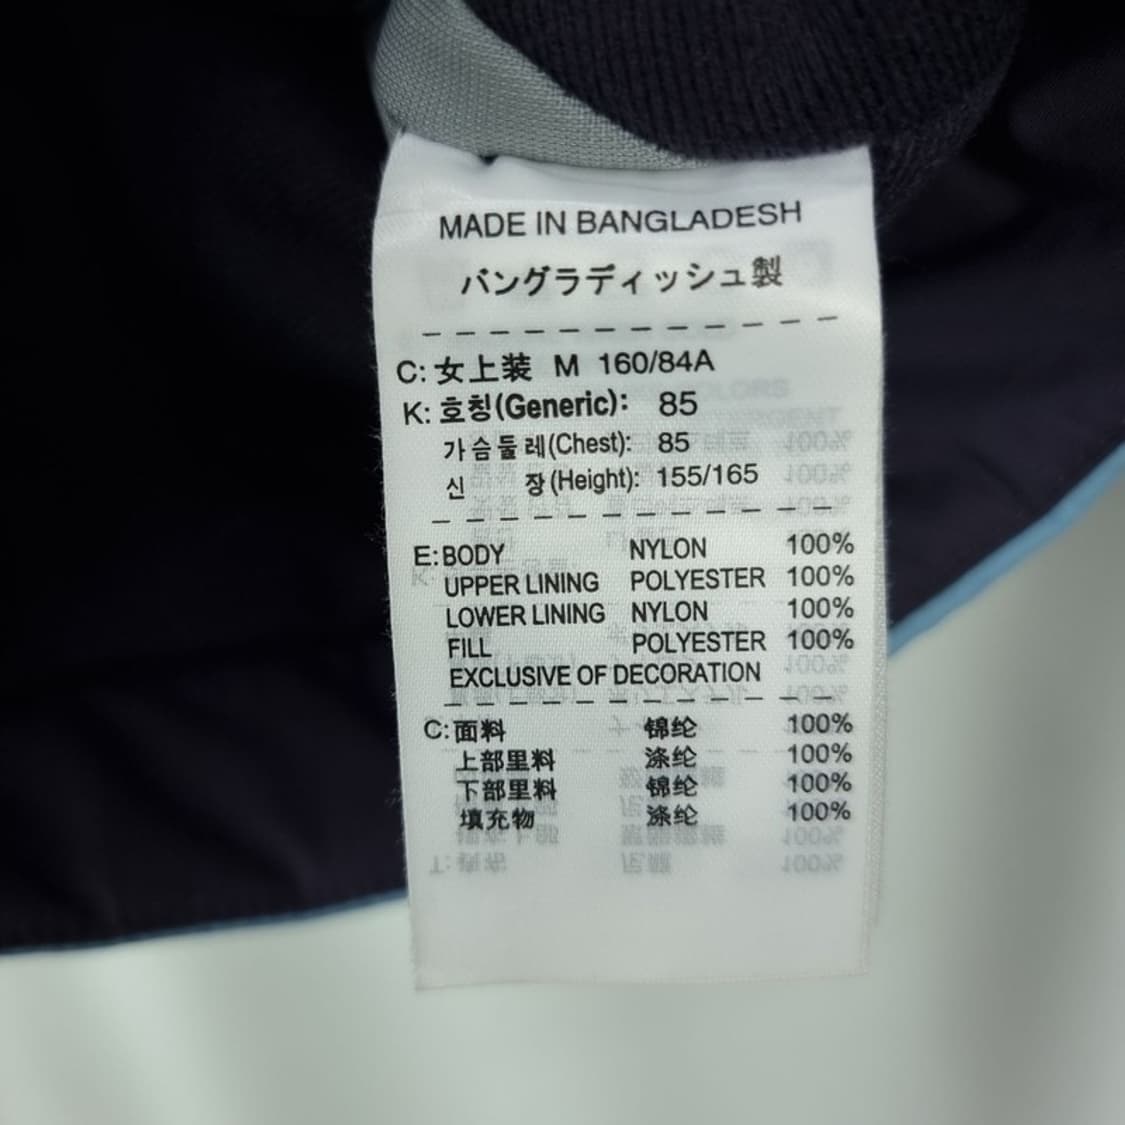 MADE IN BANGLADESH
バングラディッシュ製
C: 女上装 M 160/84A
K: 호칭(Generic): 85
가슴둘레(Chest): 85
신 장(Height): 155/165
E: BODY NYLON 100%
UPPER LINING POLYESTER 100%
LOWER LINING NYLON 100%
FILL POLYESTER 100%
EXCLUSIVE OF DECORATION
C: 面料 锦纶 100%
上部里料 涤纶 100%
下部里料 锦纶 100%
填充物 涤纶 100%